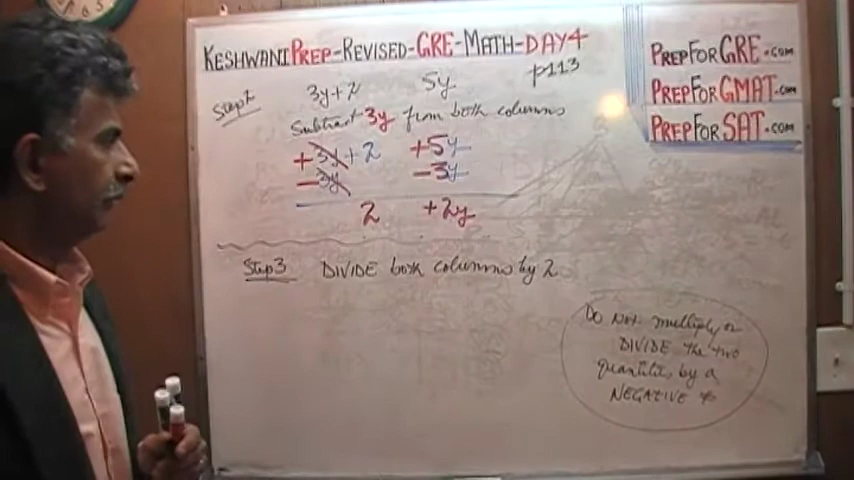 KESHWANIPREP-REVISED-GRE-MATH-DAY4
p113
PREPFORGRE.COM
PREPFORGMAT.COM
PREPFORSAT.COM
Step2 3y+2 5y
Subtract 3y from both columns
+3y+2 +5y
-3y -3y
2 +2y
Step3 DIVIDE both columns by 2
DO NOT multiply or
DIVIDE the two
quantities by a
NEGATIVE #